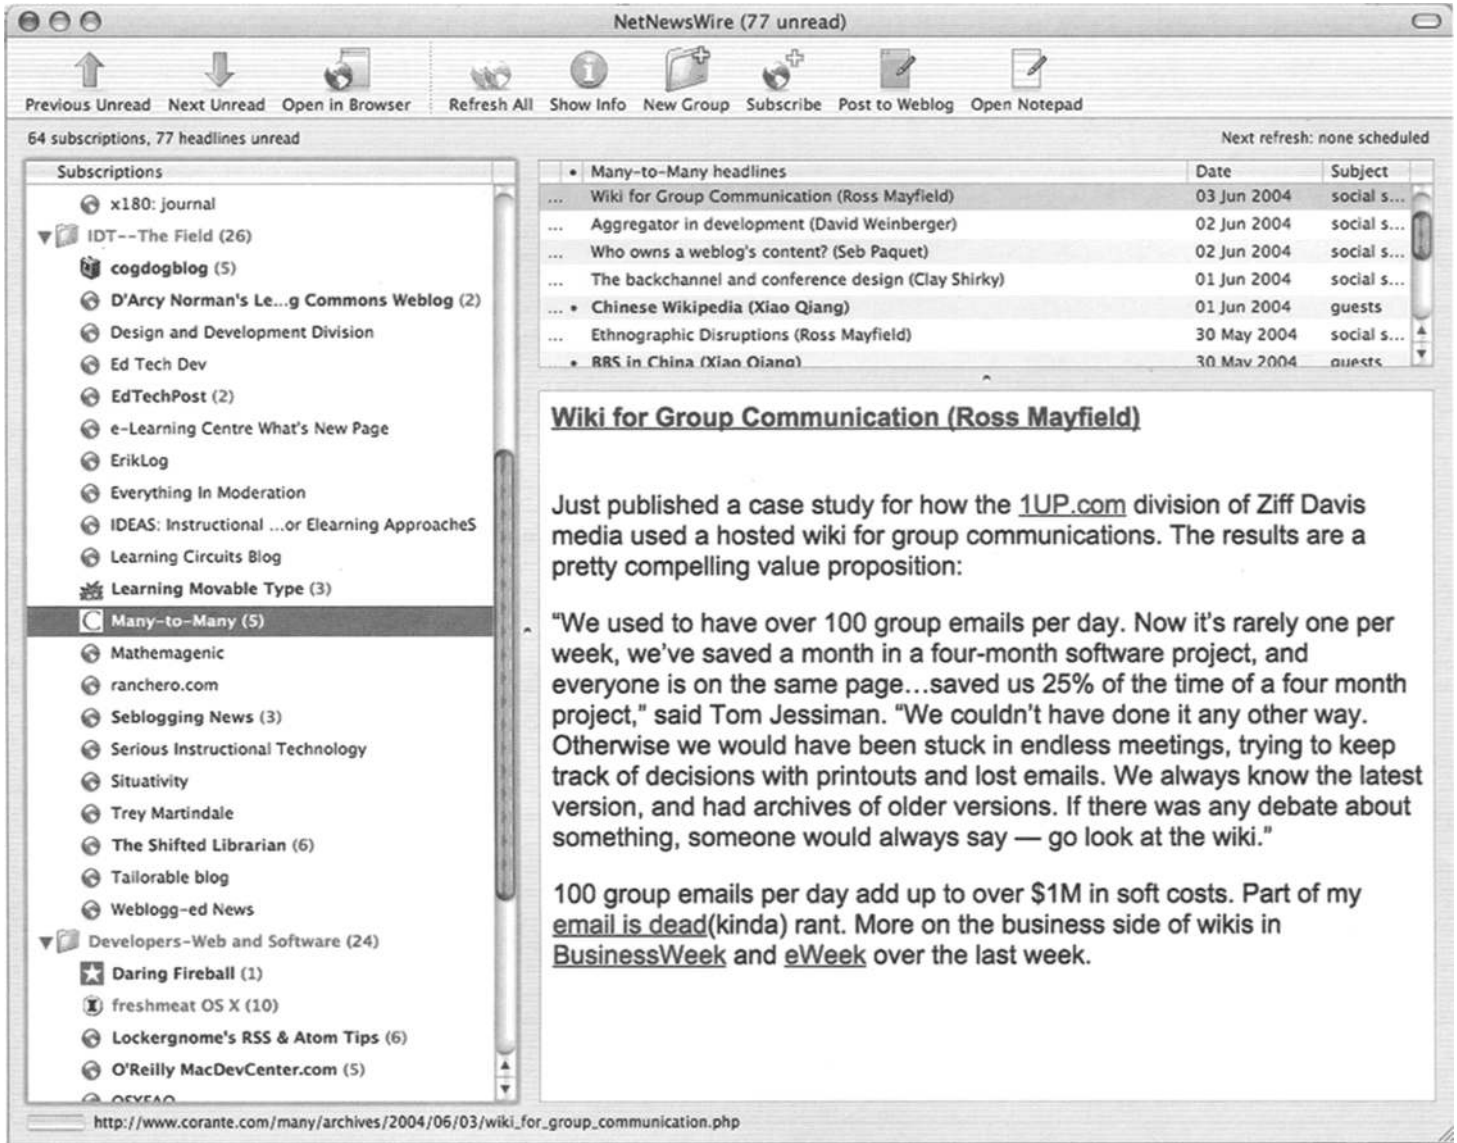 NetNewsWire (77 unread)
Previous Unread Next Unread Open in Browser Refresh All Show Info New Group Subscribe Post to Weblog Open Notepad
64 subscriptions, 77 headlines unread
Next refresh: none scheduled
Subscriptions
x180: journal
IDT--The Field (26)
cogdogblog (5)
D'Arcy Norman's Le...g Commons Weblog (2)
Design and Development Division
Ed Tech Dev
EdTechPost (2)
e-Learning Centre What's New Page
ErikLog
Everything In Moderation
IDEAS: Instructional ...or Elearning ApproacheS
Learning Circuits Blog
Learning Movable Type (3)
Many-to-Many (5)
Mathemagenic
ranchero.com
Seblogging News (3)
Serious Instructional Technology
Situativity
Trey Martindale
The Shifted Librarian (6)
Tailorable blog
Weblogg-ed News
Developers-Web and Software (24)
Daring Fireball (1)
freshmeat OS X (10)
Lockergnome's RSS & Atom Tips (6)
O'Reilly MacDevCenter.com (5)
OSXFAQ
• Many-to-Many headlines Date Subject
... Wiki for Group Communication (Ross Mayfield) 03 Jun 2004 social s...
... Aggregator in development (David Weinberger) 02 Jun 2004 social s...
... Who owns a weblog's content? (Seb Paquet) 02 Jun 2004 social s...
... The backchannel and conference design (Clay Shirky) 01 Jun 2004 social s...
... • Chinese Wikipedia (Xiao Qiang) 01 Jun 2004 guests
... Ethnographic Disruptions (Ross Mayfield) 30 May 2004 social s...
• BBS in China (Xiao Qiang) 30 May 2004 guests
Wiki for Group Communication (Ross Mayfield)
Just published a case study for how the 1UP.com division of Ziff Davis
media used a hosted wiki for group communications. The results are a
pretty compelling value proposition:
“We used to have over 100 group emails per day. Now it's rarely one per
week, we've saved a month in a four-month software project, and
everyone is on the same page...saved us 25% of the time of a four month
project,” said Tom Jessiman. “We couldn't have done it any other way.
Otherwise we would have been stuck in endless meetings, trying to keep
track of decisions with printouts and lost emails. We always know the latest
version, and had archives of older versions. If there was any debate about
something, someone would always say — go look at the wiki.”
100 group emails per day add up to over $1M in soft costs. Part of my
email is dead(kinda) rant. More on the business side of wikis in
BusinessWeek and eWeek over the last week.
http://www.corante.com/many/archives/2004/06/03/wiki_for_group_communication.php